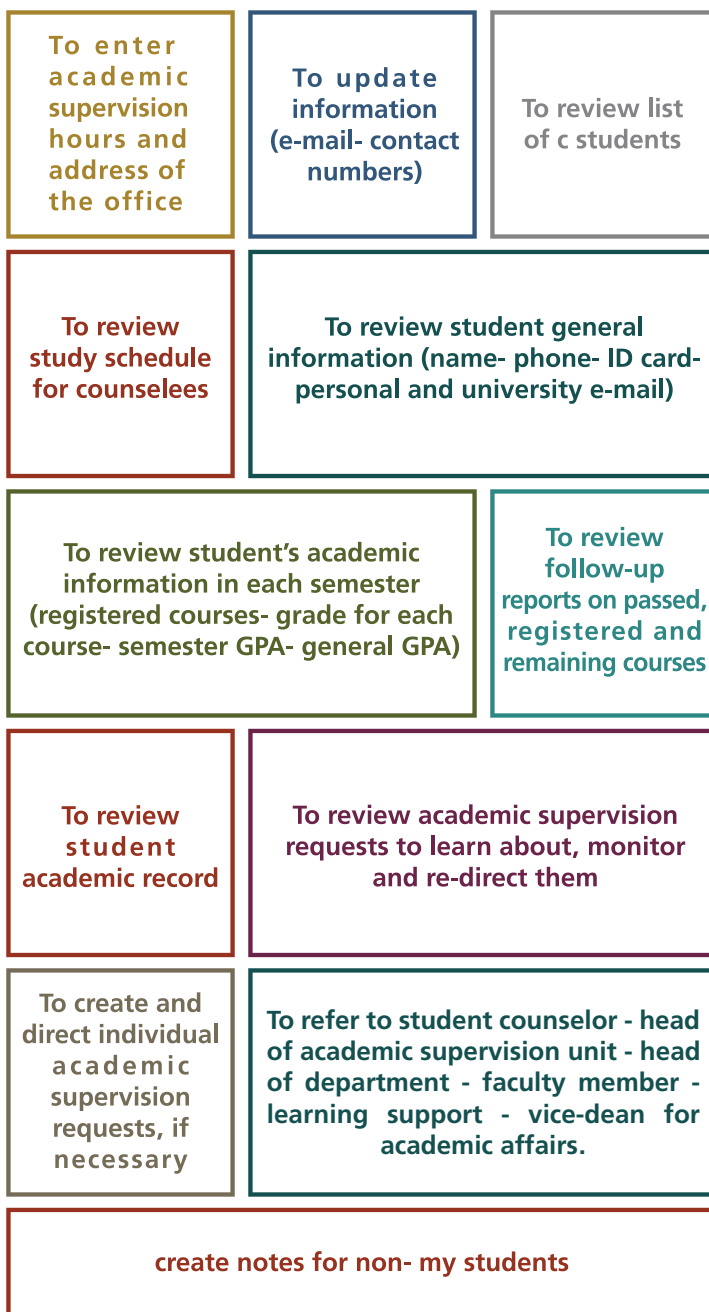 To enter
academic
supervision
hours and
address of
the office
To update
information
(e-mail- contact
numbers)
To review list
of c students
To review
study schedule
for counselees
To review student general
information (name- phone- ID card-
personal and university e-mail)
To review student’s academic
information in each semester
(registered courses- grade for each
course- semester GPA- general GPA)
To review
follow-up
reports on passed,
registered and
remaining courses
To review
student
academic record
To review academic supervision
requests to learn about, monitor
and re-direct them
To create and
direct individual
academic
supervision
requests, if
necessary
To refer to student counselor - head
of academic supervision unit - head
of department - faculty member -
learning support - vice-dean for
academic affairs.
create notes for non- my students